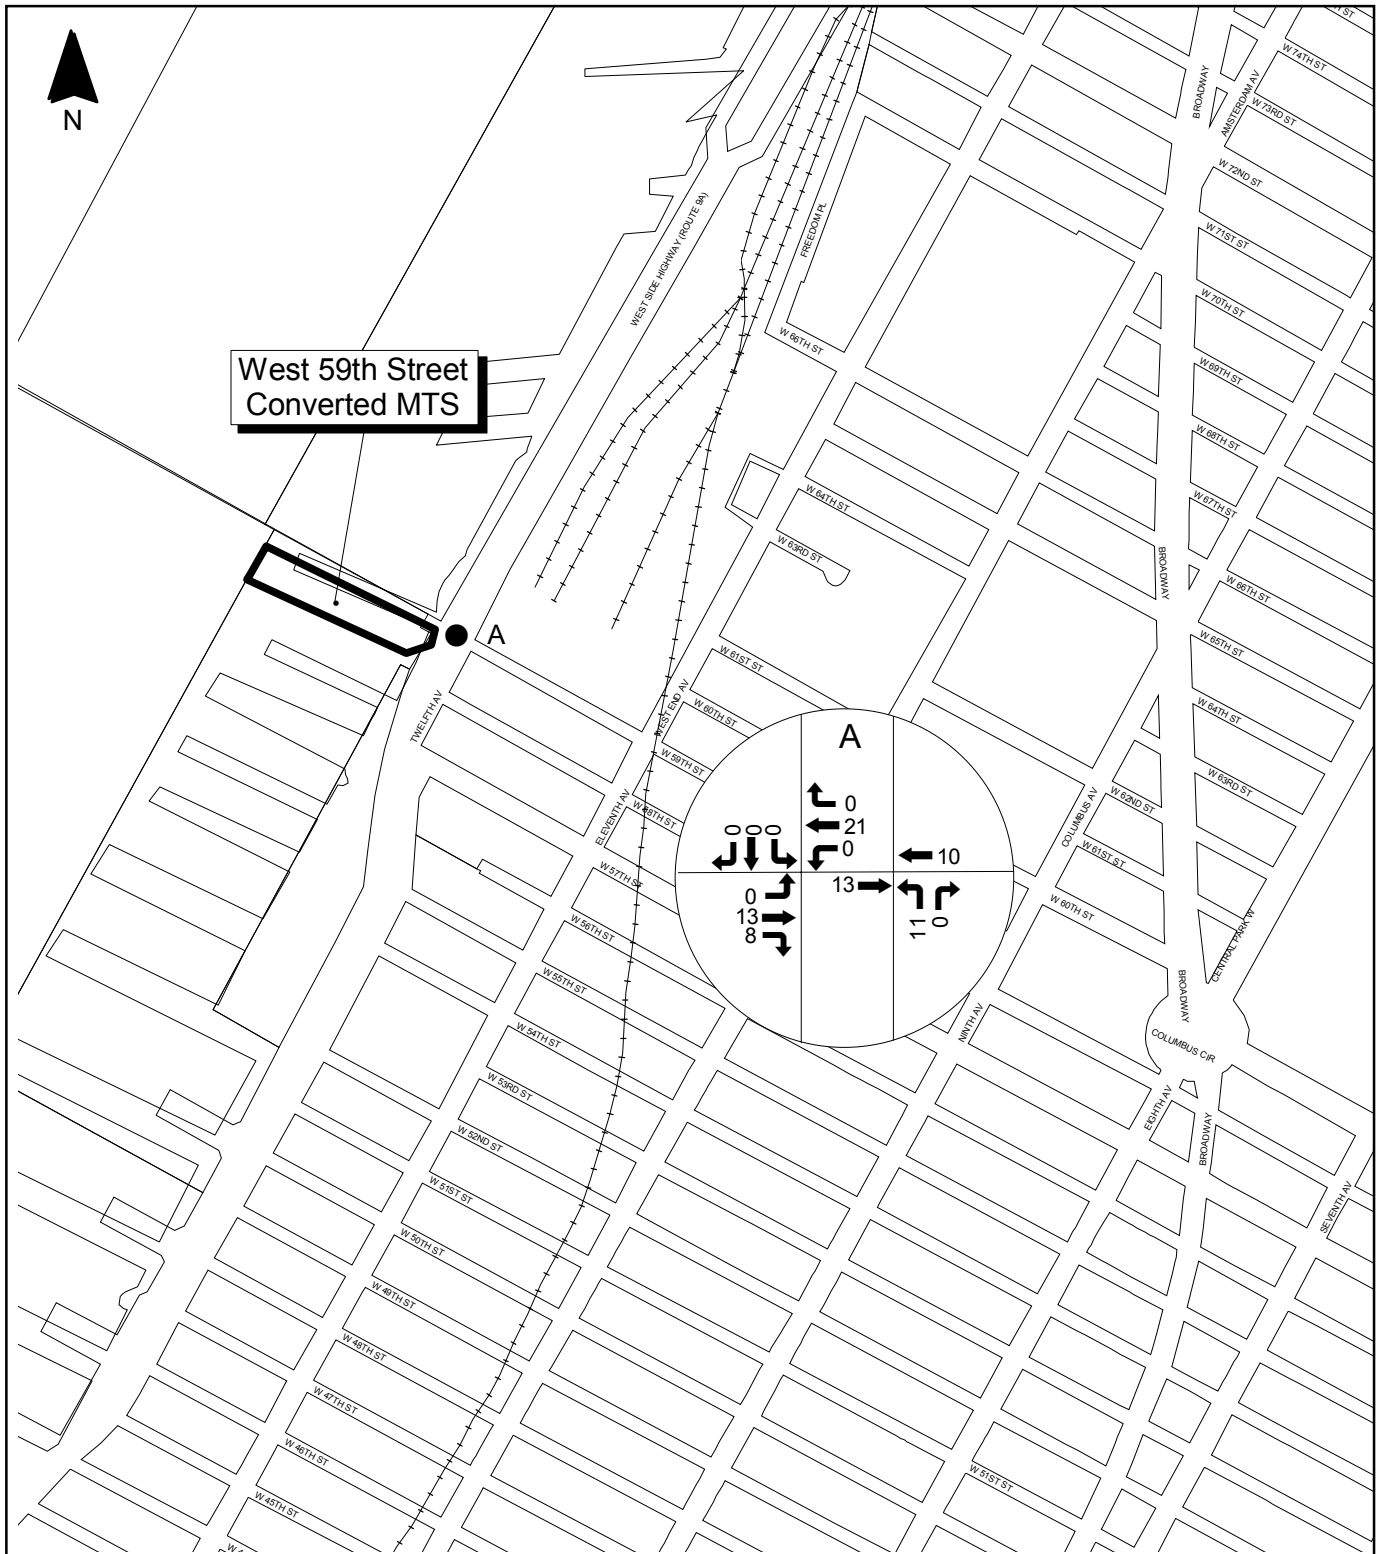 N
West 59th Street
Converted MTS
A
WEST SIDE HIGHWAY (ROUTE 9A)
FREEDOM PL
BROADWAY
AMSTERDAM AV
W 74TH ST
W 73RD ST
W 72ND ST
W 71ST ST
W 70TH ST
W 69TH ST
W 68TH ST
W 67TH ST
W 66TH ST
W 65TH ST
W 64TH ST
W 63RD ST
W 66TH ST
W 64TH ST
W 63RD ST
W 61ST ST
W 60TH ST
W 59TH ST
W 58TH ST
W 57TH ST
W 56TH ST
W 55TH ST
W 54TH ST
W 53RD ST
W 52ND ST
W 51ST ST
W 50TH ST
W 49TH ST
W 48TH ST
W 47TH ST
W 46TH ST
W 45TH ST
TWELFTH AV
WEST END AV
ELEVENTH AV
BROADWAY
COLUMBUS AV
W 62ND ST
W 61ST ST
W 60TH ST
CENTRAL PARK W
BROADWAY
COLUMBUS CIR
NINTH AV
EIGHTH AV
BROADWAY
SEVENTH AV
W 51ST ST
A
0
21
0
0
0
0
10
13
0
13
8
11
0